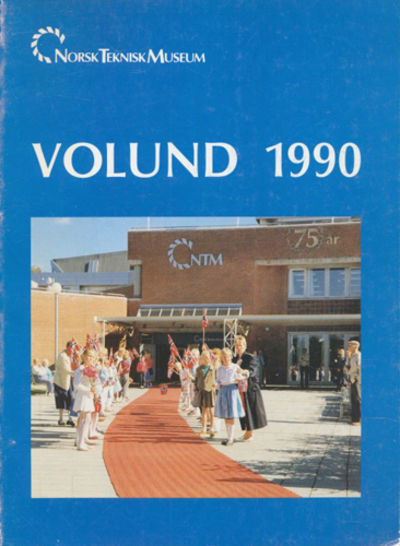 NORSK TEKNISK MUSEUM
VOLUND 1990
75 år
NTM